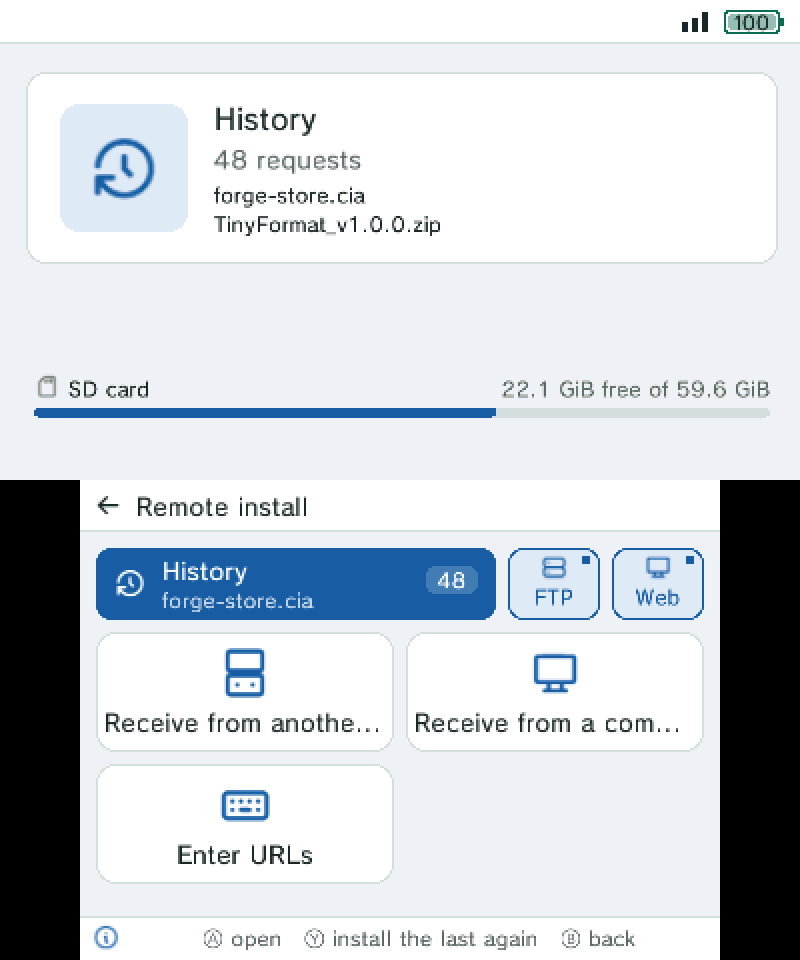 100
History
48 requests
forge-store.cia
TinyFormat_v1.0.0.zip
SD card
22.1 GiB free of 59.6 GiB
Remote install
History
forge-store.cia
48
FTP
Web
Receive from anothe...
Receive from a com...
Enter URLs
Ⓐ open Ⓨ install the last again Ⓑ back